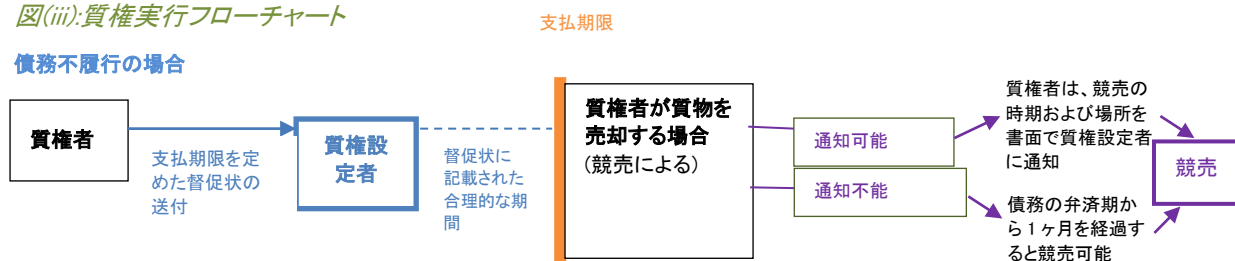 図(iii):質権実行フローチャート
支払期限
債務不履行の場合
質権者
支払期限を定
めた督促状の
送付
質権設
定者
督促状に
記載された
合理的な期
間
質権者が質物を
売却する場合
(競売による)
通知可能
通知不能
質権者は、競売の
時期および場所を
書面で質権設定者
に通知
債務の弁済期か
ら1ヶ月を経過す
ると競売可能
競売